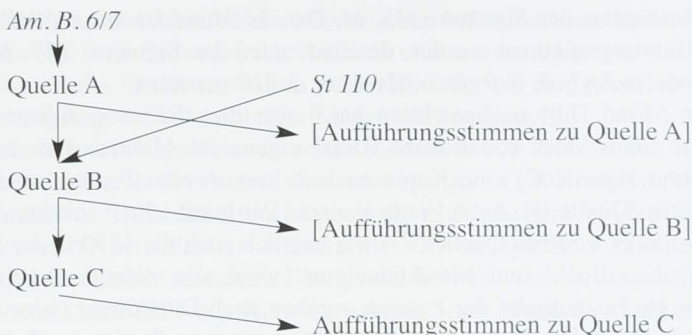 Am. B. 6/7
Quelle A
St 110
[Aufführungsstimmen zu Quelle A]
Quelle B
[Aufführungsstimmen zu Quelle B]
Quelle C
Aufführungsstimmen zu Quelle C